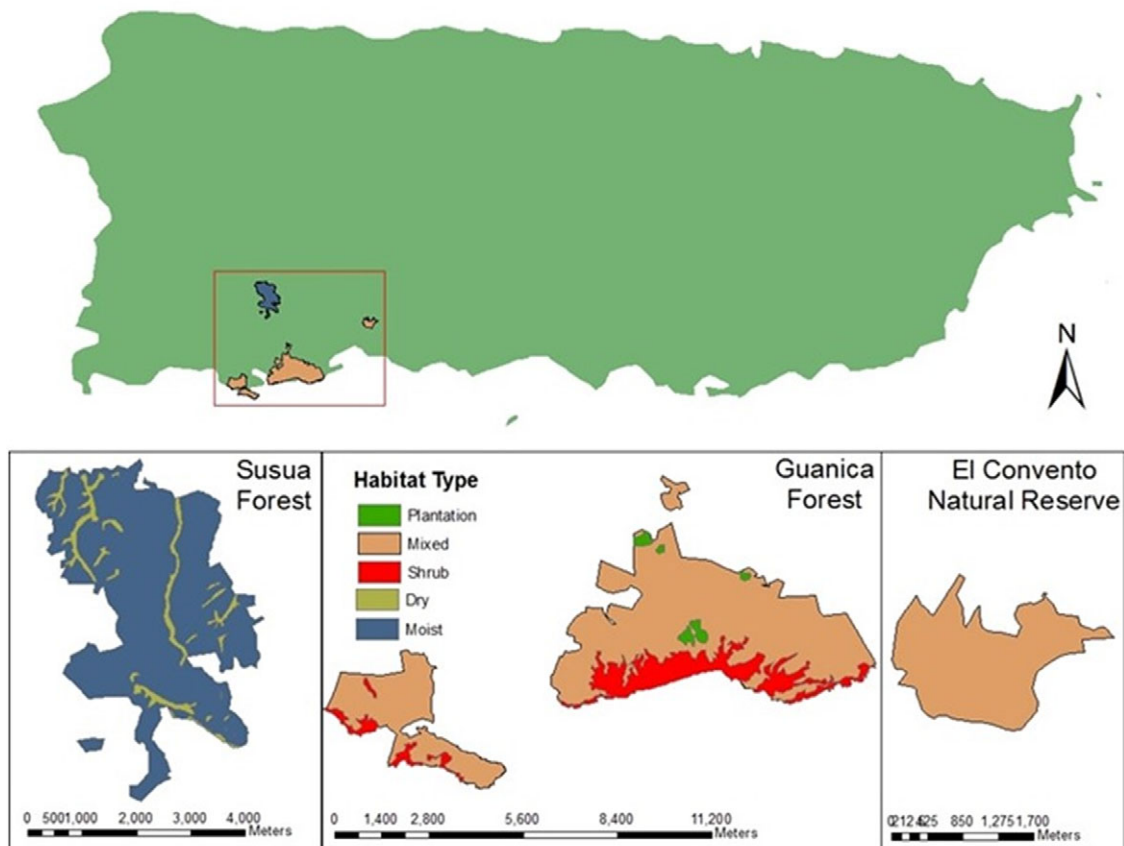 N
Susua
Forest
Habitat Type
Plantation
Mixed
Shrub
Dry
Moist
Guanica
Forest
El Convento
Natural Reserve
0 5001,000 2,000 3,000 4,000
Meters
0 1,400 2,800 5,600 8,400 11,200
Meters
850 1,275 1,700
Meters